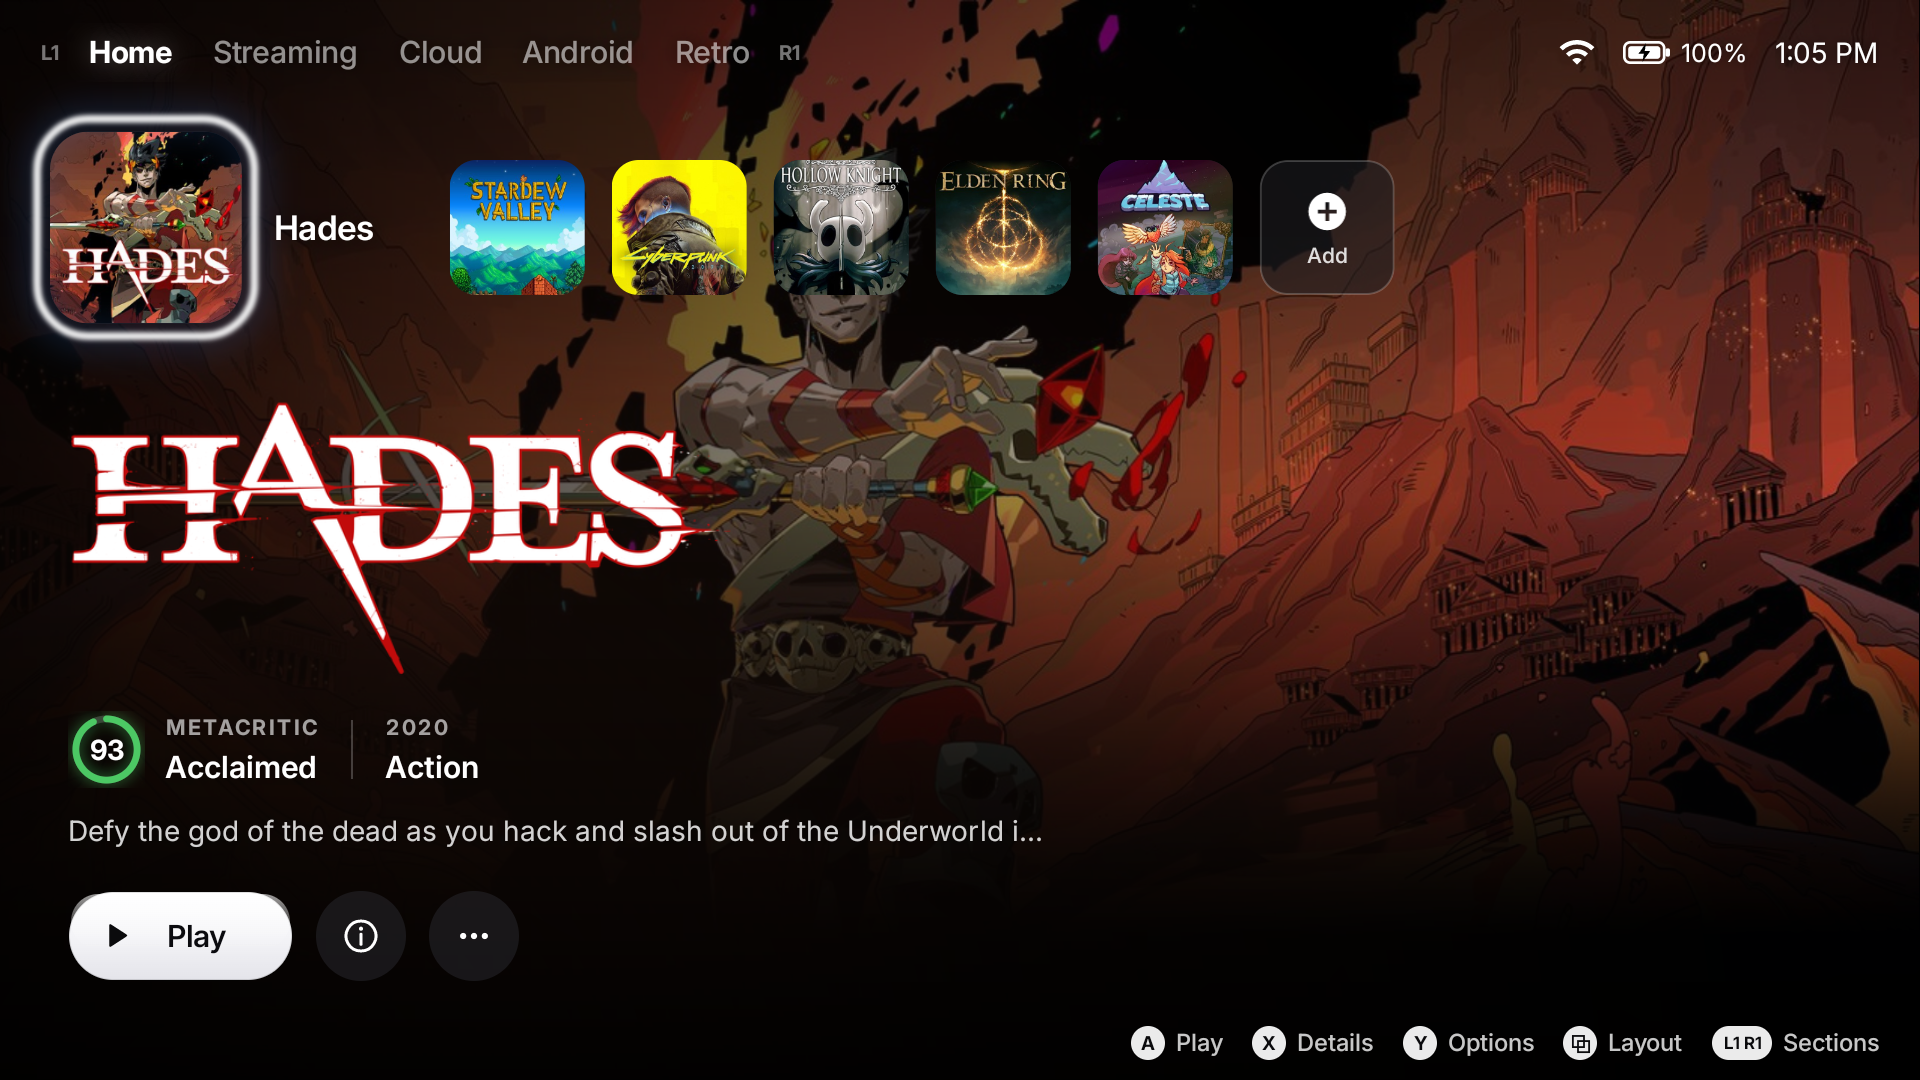 L1 Home Streaming Cloud Android Retro R1
100% 1:05 PM
HADES
Hades
STARDEW VALLEY
CYBERPUNK
HOLLOW KNIGHT
ELDEN RING
CELESTE
Add
HADES
93
METACRITIC
Acclaimed
2020
Action
Defy the god of the dead as you hack and slash out of the Underworld i...
Play
A Play X Details Y Options Layout L1 R1 Sections